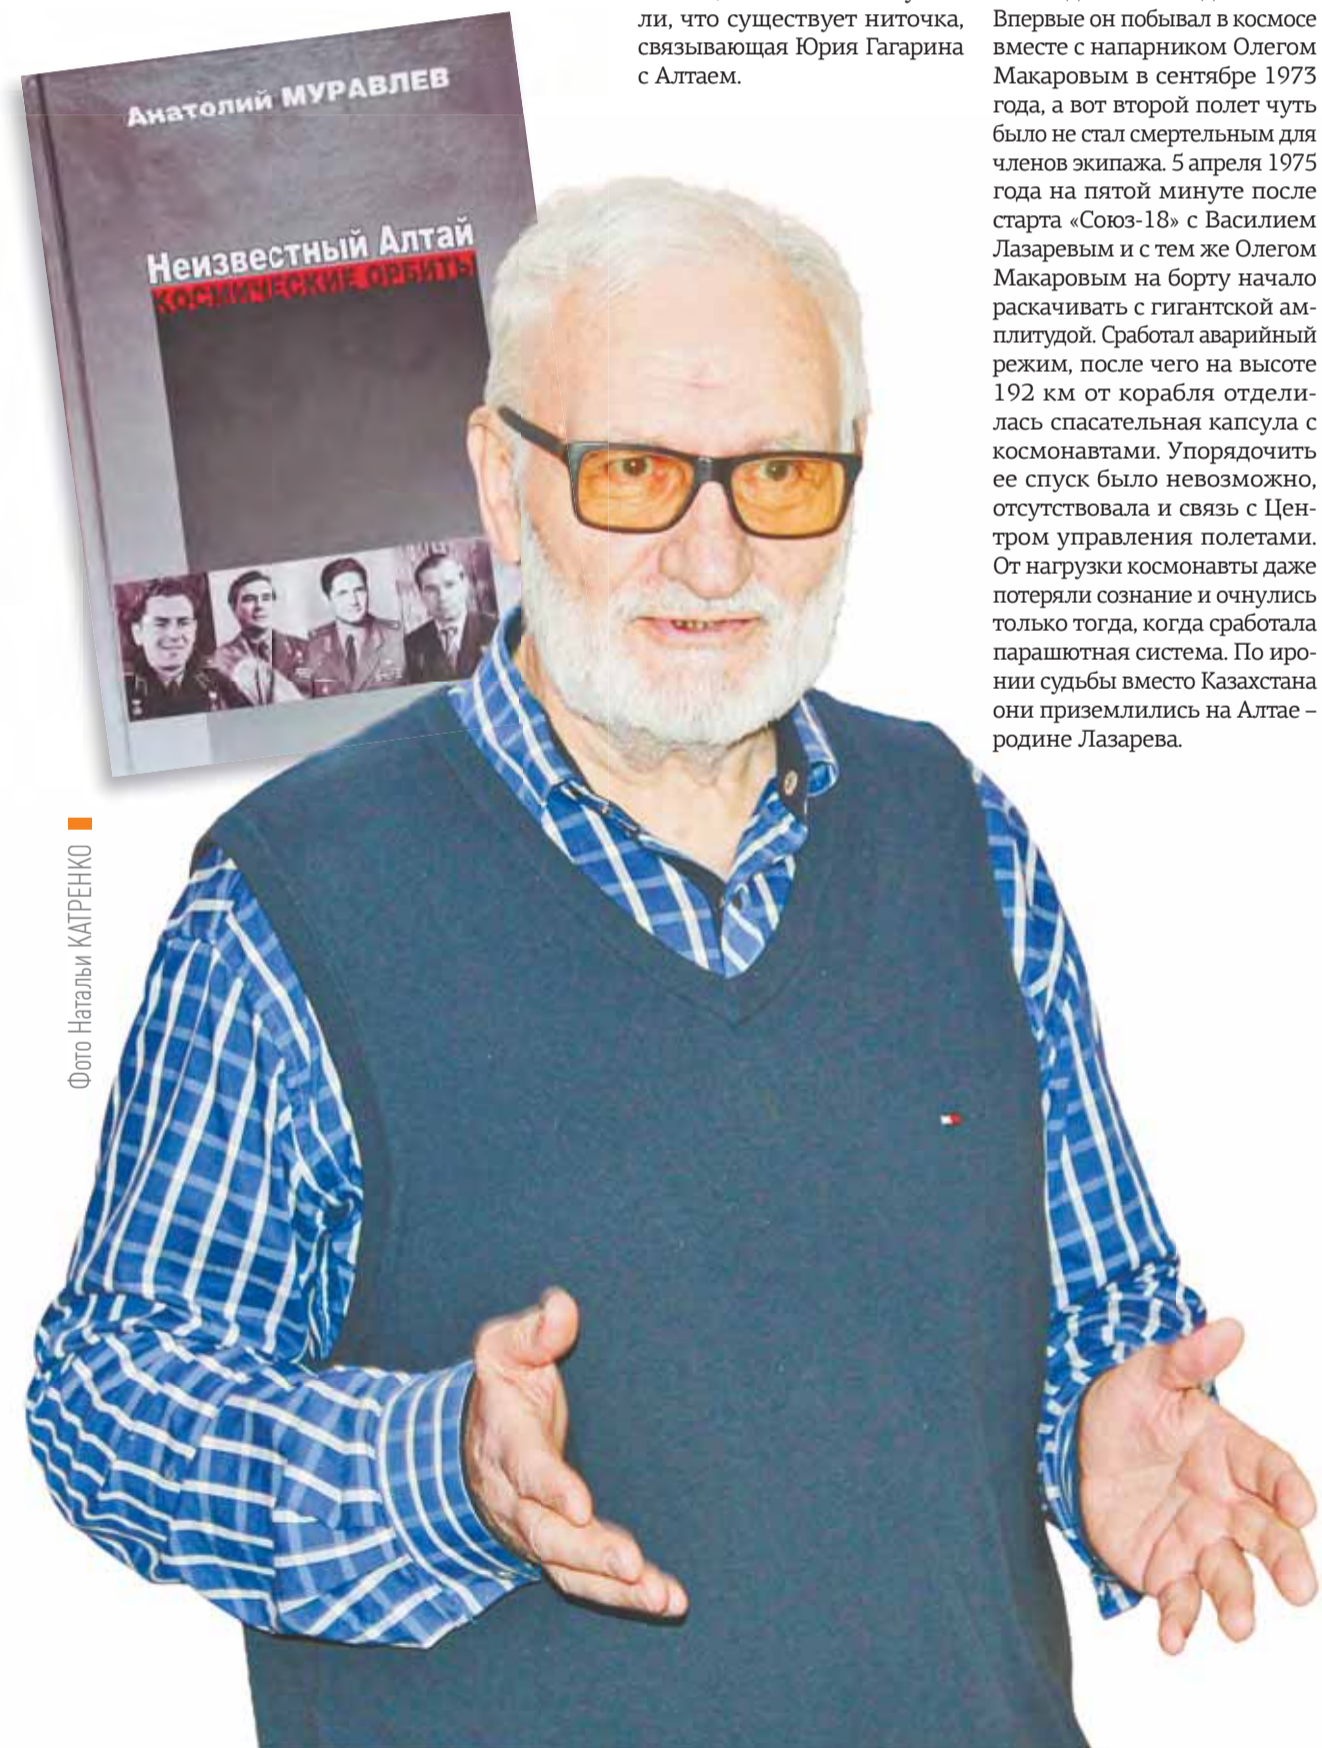 Анатолий МУРАВЛЕВ
Неизвестный Алтай
КОСМИЧЕСКИЕ ОРБИТЫ
ли, что существует ниточка,
связывающая Юрия Гагарина
с Алтаем.
Впервые он побывал в космосе
вместе с напарником Олегом
Макаровым в сентябре 1973
года, а вот второй полет чуть
было не стал смертельным для
членов экипажа. 5 апреля 1975
года на пятой минуте после
старта «Союз-18» с Василием
Лазаревым и с тем же Олегом
Макаровым на борту начало
раскачивать с гигантской ам-
плитудой. Сработал аварийный
режим, после чего на высоте
192 км от корабля отдели-
лась спасательная капсула с
космонавтами. Упорядочить
ее спуск было невозможно,
отсутствовала и связь с Цен-
тром управления полетами.
От нагрузки космонавты даже
потеряли сознание и очнулись
только тогда, когда сработала
парашютная система. По иро-
нии судьбы вместо Казахстана
они приземлились на Алтае –
родине Лазарева.
Фото Натальи КАТРЕНКО